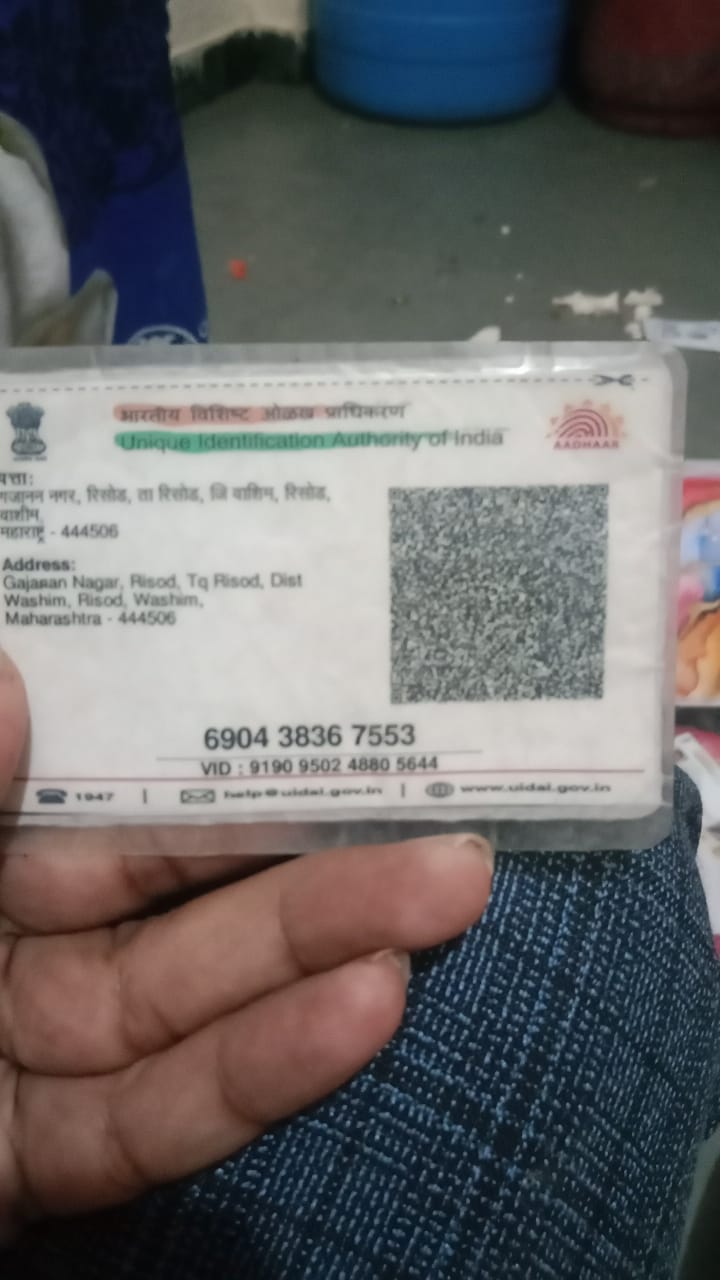 भारतीय विशिष्ट ओळख प्राधिकरण
Unique Identification Authority of India
AADHAAR
पत्ता:
गजानन नगर, रिसोड, ता रिसोड, जि वाशिम, रिसोड,
वाशीम,
महाराष्ट्र - 444506
Address:
Gajanan Nagar, Risod, Tq Risod, Dist
Washim, Risod, Washim,
Maharashtra - 444506
6904 3836 7553
VID : 9190 9502 4880 5644
1947 | help@uidai.gov.in | www.uidai.gov.in